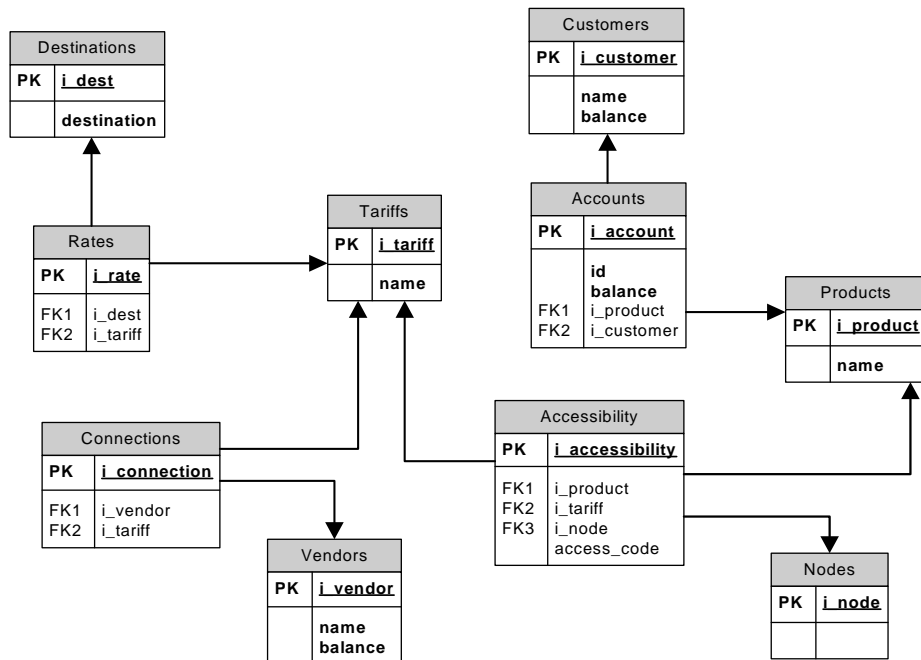 Destinations
PK i_dest
destination
Customers
PK i_customer
name
balance
Rates
PK i_rate
FK1 i_dest
FK2 i_tariff
Tariffs
PK i_tariff
name
Accounts
PK i_account
id
balance
FK1 i_product
FK2 i_customer
Products
PK i_product
name
Connections
PK i_connection
FK1 i_vendor
FK2 i_tariff
Accessibility
PK i_accessibility
FK1 i_product
FK2 i_tariff
FK3 i_node
access_code
Vendors
PK i_vendor
name
balance
Nodes
PK i_node